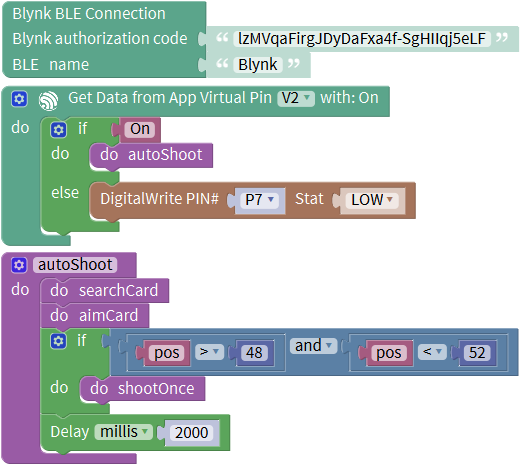 Blynk BLE Connection
Blynk authorization code “ lzMVqaFirgJDyDaFxa4f-SgHIIqj5eLF ”
BLE name “ Blynk ”
Get Data from App Virtual Pin V2 with: On
do if On
do do autoShoot
else DigitalWrite PIN# P7 Stat LOW
autoShoot
do do searchCard
do aimCard
if pos > 48 and pos < 52
do do shootOnce
Delay millis 2000